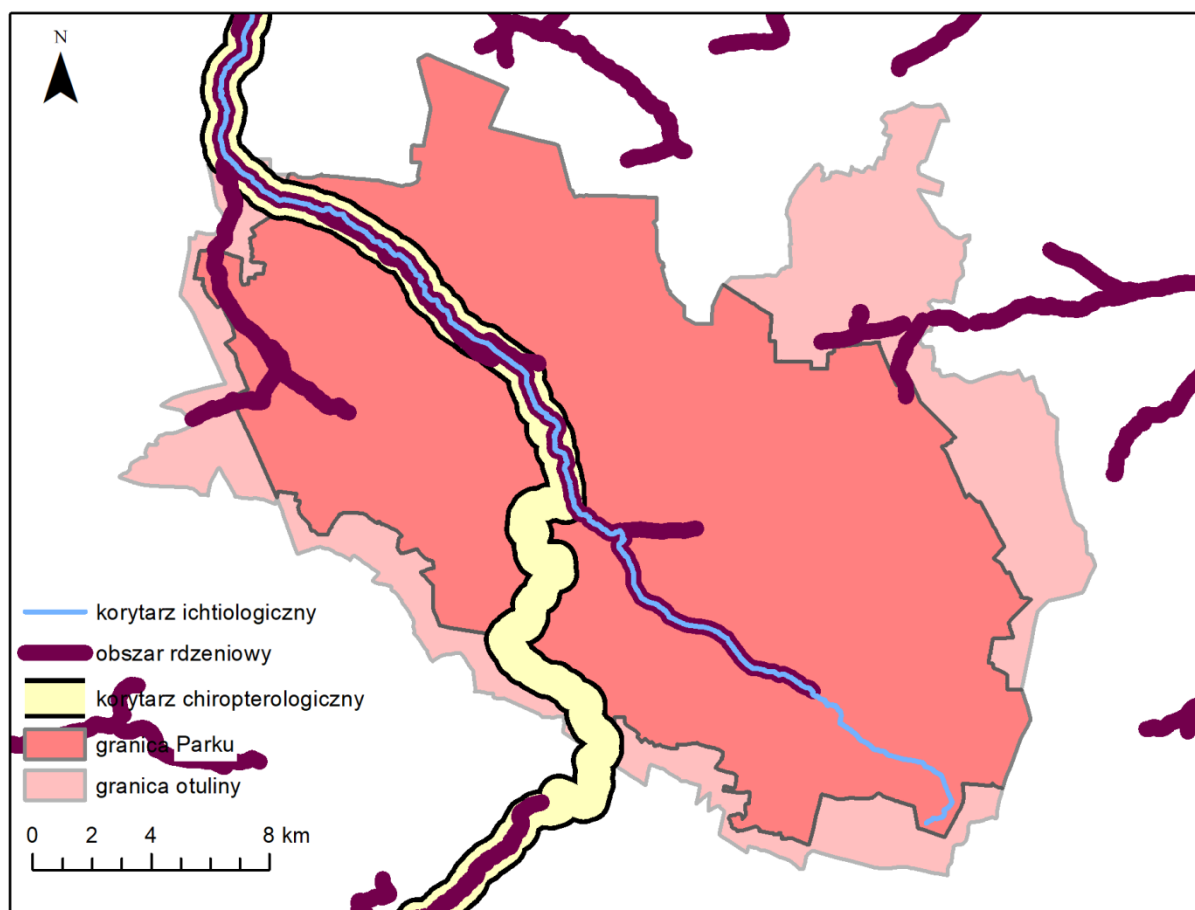 N
korytarz ichtiologiczny
obszar rdzeniowy
korytarz chiropterologiczny
granica Parku
granica otuliny
0 2 4 8 km